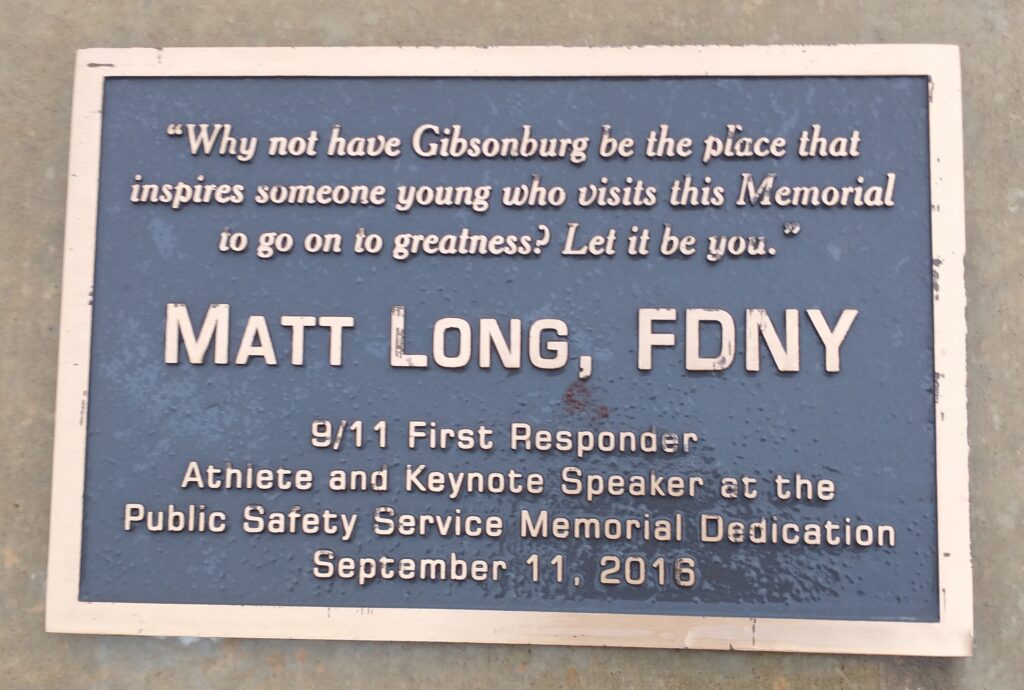 “Why not have Gibsonburg be the place that
inspires someone young who visits this Memorial
to go on to greatness? Let it be you.”
MATT LONG, FDNY
9/11 First Responder
Athlete and Keynote Speaker at the
Public Safety Service Memorial Dedication
September 11, 2016